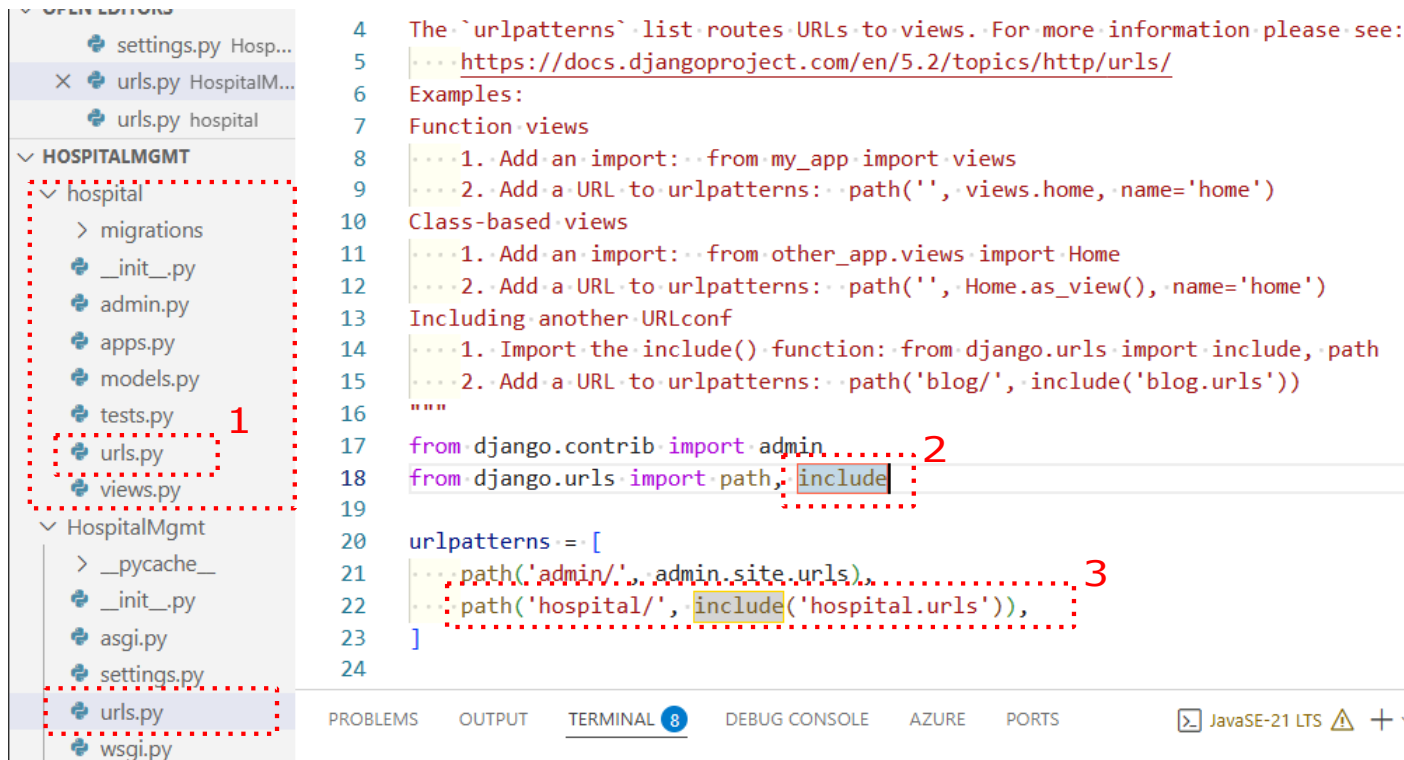 OPEN EDITORS
settings.py Hosp...
urls.py HospitalM...
urls.py hospital
HOSPITALMGMT
hospital
migrations
__init__.py
admin.py
apps.py
models.py
tests.py
1
urls.py
views.py
HospitalMgmt
__pycache__
__init__.py
asgi.py
settings.py
urls.py
wsgi.py
4 The `urlpatterns` list routes URLs to views. For more information please see:
5     https://docs.djangoproject.com/en/5.2/topics/http/urls/
6 Examples:
7 Function views
8     1. Add an import:  from my_app import views
9     2. Add a URL to urlpatterns:  path('', views.home, name='home')
10 Class-based views
11     1. Add an import:  from other_app.views import Home
12     2. Add a URL to urlpatterns:  path('', Home.as_view(), name='home')
13 Including another URLconf
14     1. Import the include() function: from django.urls import include, path
15     2. Add a URL to urlpatterns:  path('blog/', include('blog.urls'))
16 """
17 from django.contrib import admin
2
18 from django.urls import path, include
19
20 urlpatterns = [
21     path('admin/', admin.site.urls),
3
22     path('hospital/', include('hospital.urls')),
23 ]
24
PROBLEMS OUTPUT TERMINAL 8 DEBUG CONSOLE AZURE PORTS JavaSE-21 LTS